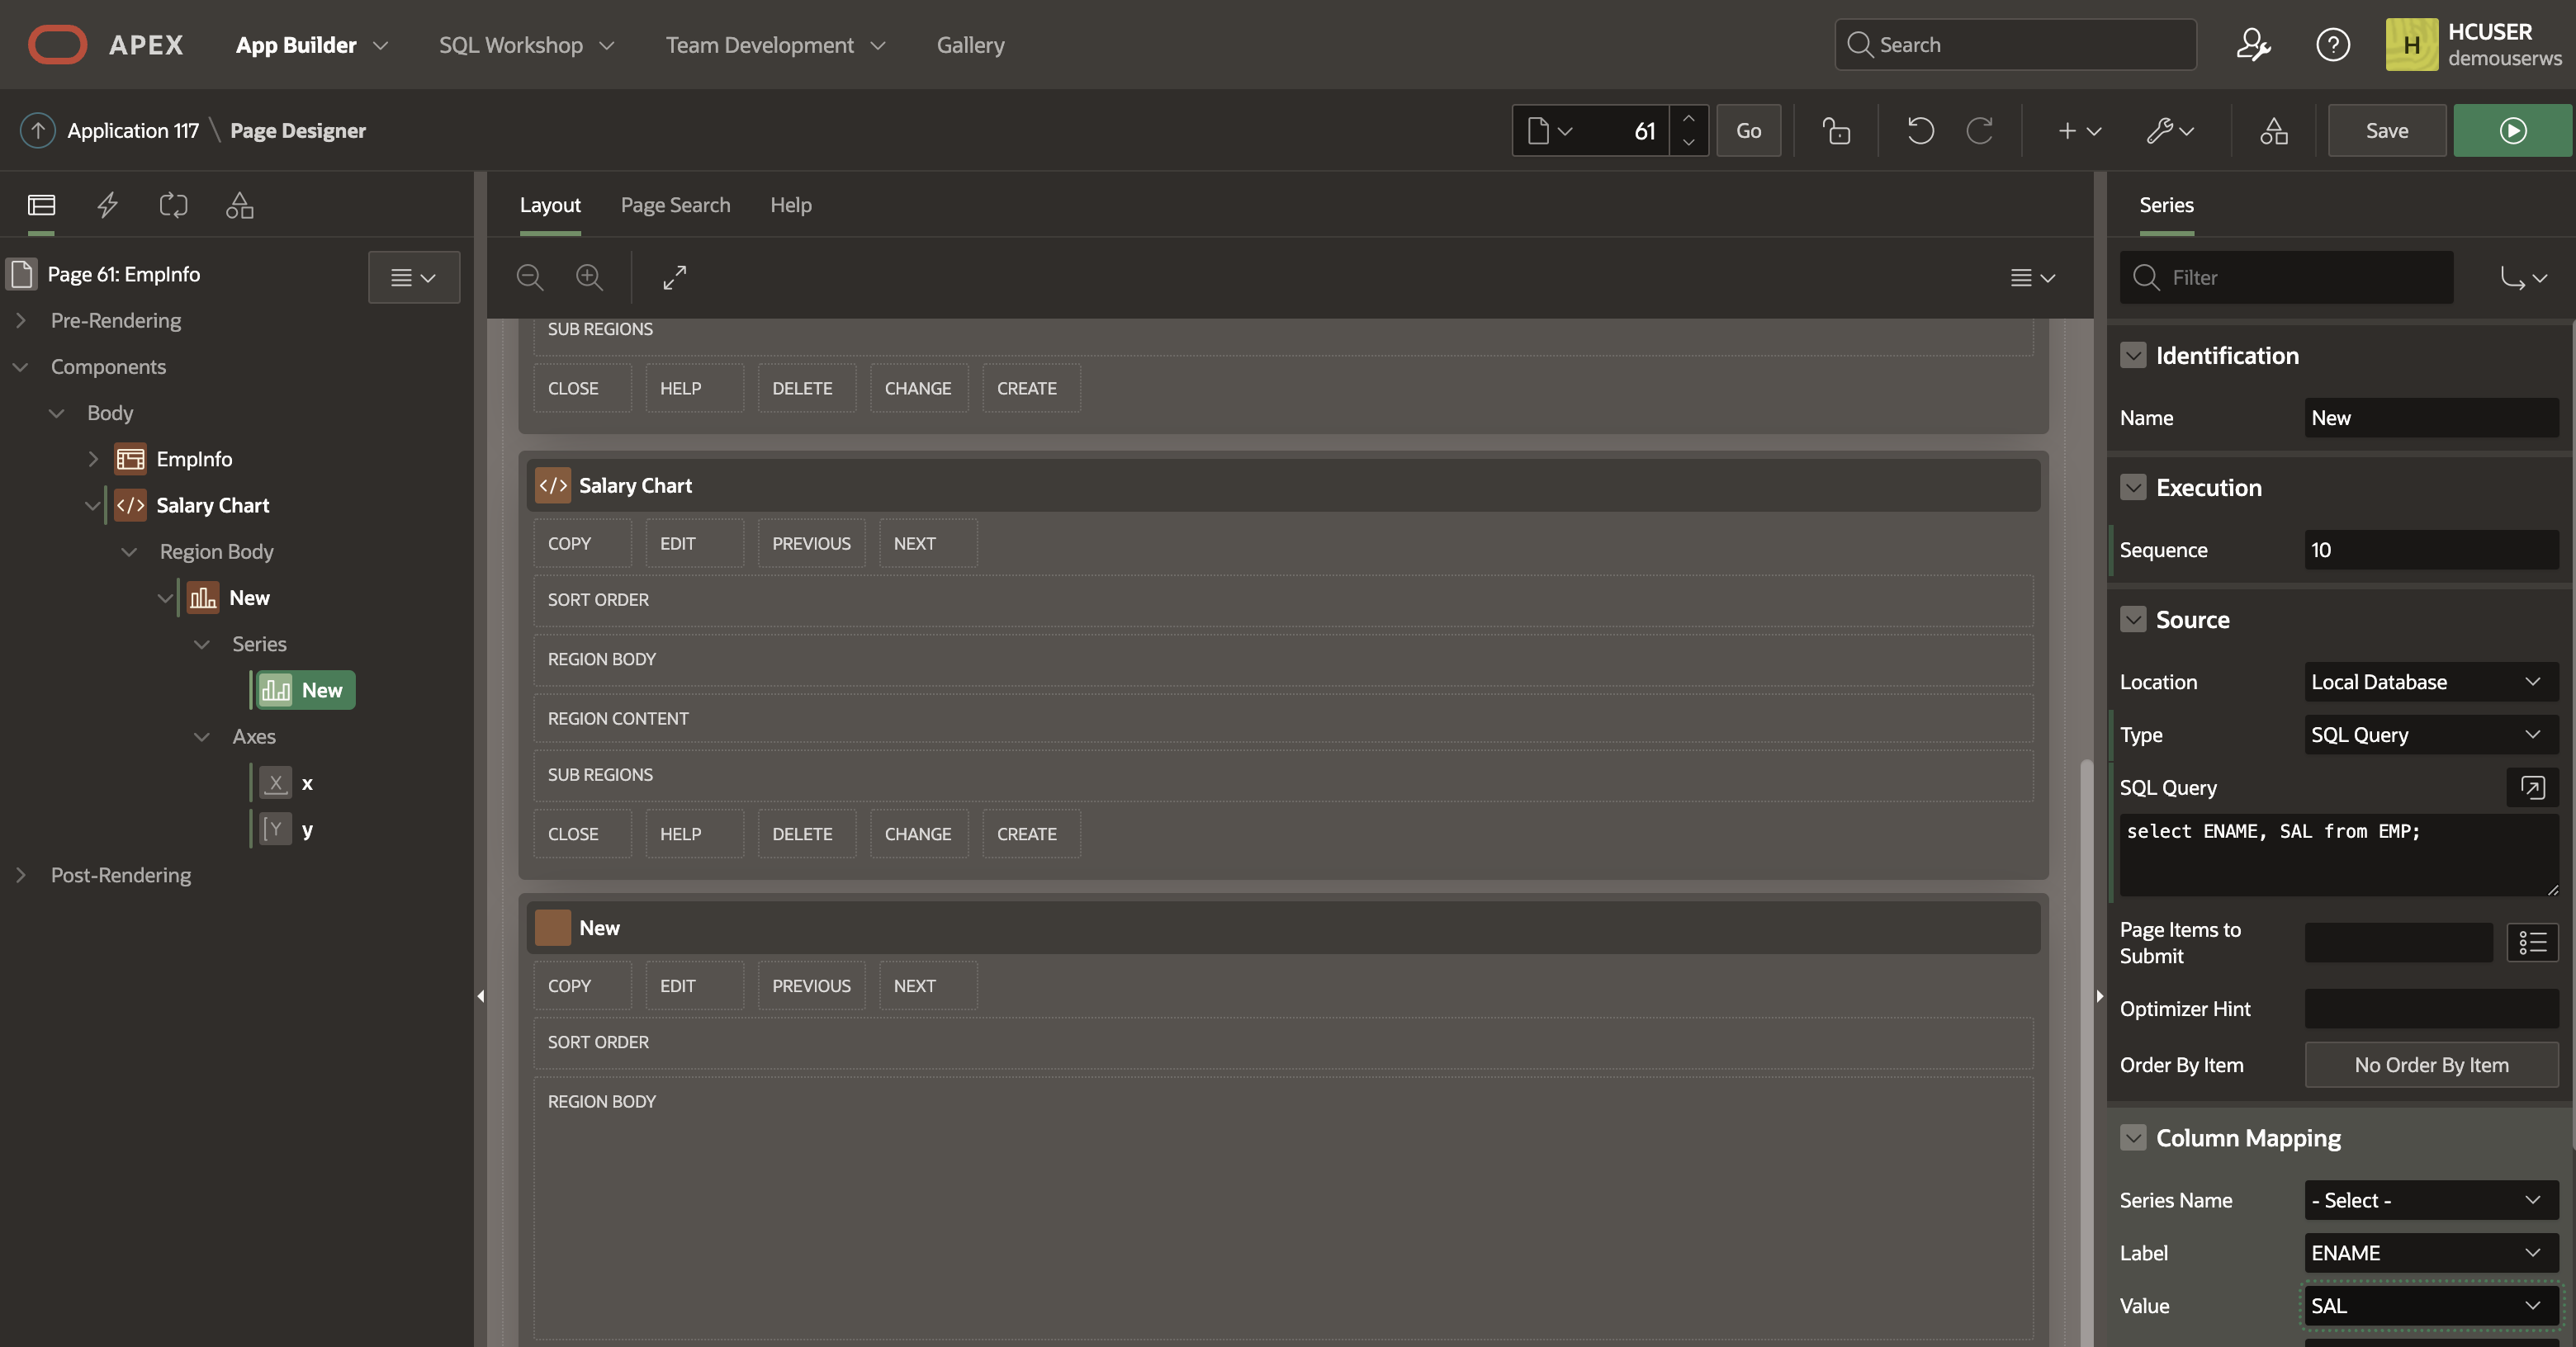 APEX App Builder SQL Workshop Team Development Gallery Search H HCUSER
demouserws
Application 117 \ Page Designer 61 Go Save
Layout Page Search Help
Series
Page 61: EmpInfo
Filter
Pre-Rendering
Components
Body
EmpInfo
Salary Chart
Region Body
New
Series
New
Axes
X x
Y y
Post-Rendering
SUB REGIONS
CLOSE HELP DELETE CHANGE CREATE
</> Salary Chart
COPY EDIT PREVIOUS NEXT
SORT ORDER
REGION BODY
REGION CONTENT
SUB REGIONS
CLOSE HELP DELETE CHANGE CREATE
New
COPY EDIT PREVIOUS NEXT
SORT ORDER
REGION BODY
Identification
Name New
Execution
Sequence 10
Source
Location Local Database
Type SQL Query
SQL Query
select ENAME, SAL from EMP;
Page Items to
Submit
Optimizer Hint
Order By Item No Order By Item
Column Mapping
Series Name - Select -
Label ENAME
Value SAL